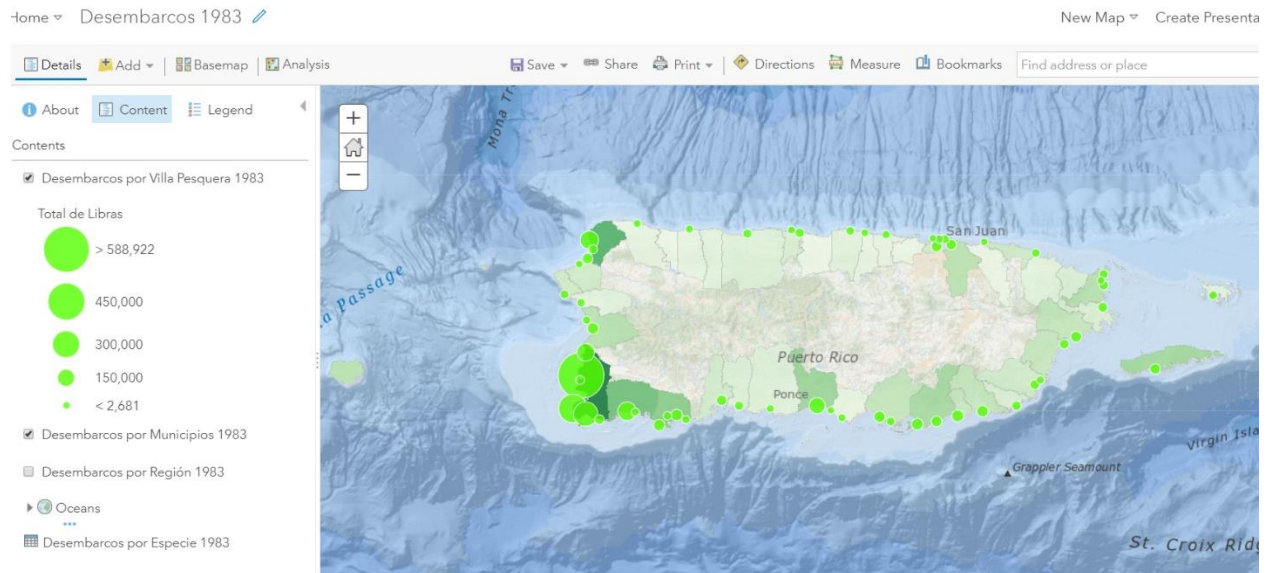 Home Desembarcos 1983
New Map Create Presenta
Details Add Basemap Analysis
Save Share Print Directions Measure Bookmarks Find address or place
About Content Legend
Contents
Desembarcos por Villa Pesquera 1983
Total de Libras
> 588,922
450,000
300,000
150,000
< 2,681
Desembarcos por Municipios 1983
Desembarcos por Región 1983
Oceans
Desembarcos por Especie 1983
Mona Tr
San Juan
a Passage
Puerto Rico
Ponce
Virgin Isla
Grappler Seamount
St. Croix Ridg